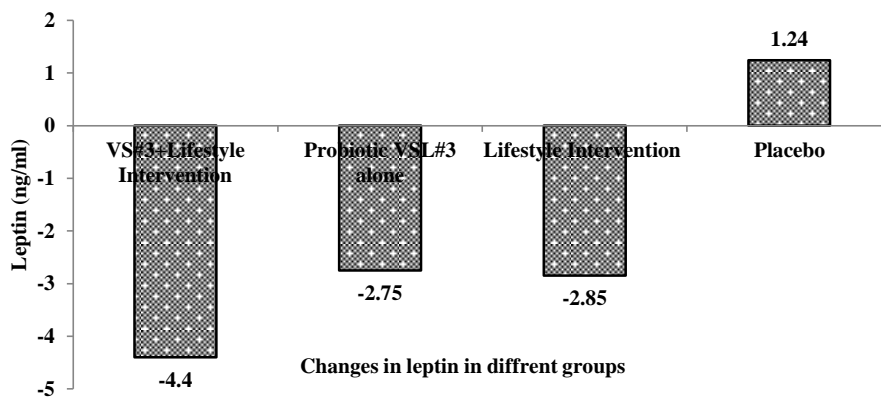 2
1.24
1
0
VS#3+Lifestyle
Intervention
Probiotic VSL#3
alone
Lifestyle Intervention
Placebo
-1
-2
-3
-4
-5
Leptin (ng/ml)
-2.75
-2.85
-4.4
Changes in leptin in diffrent groups